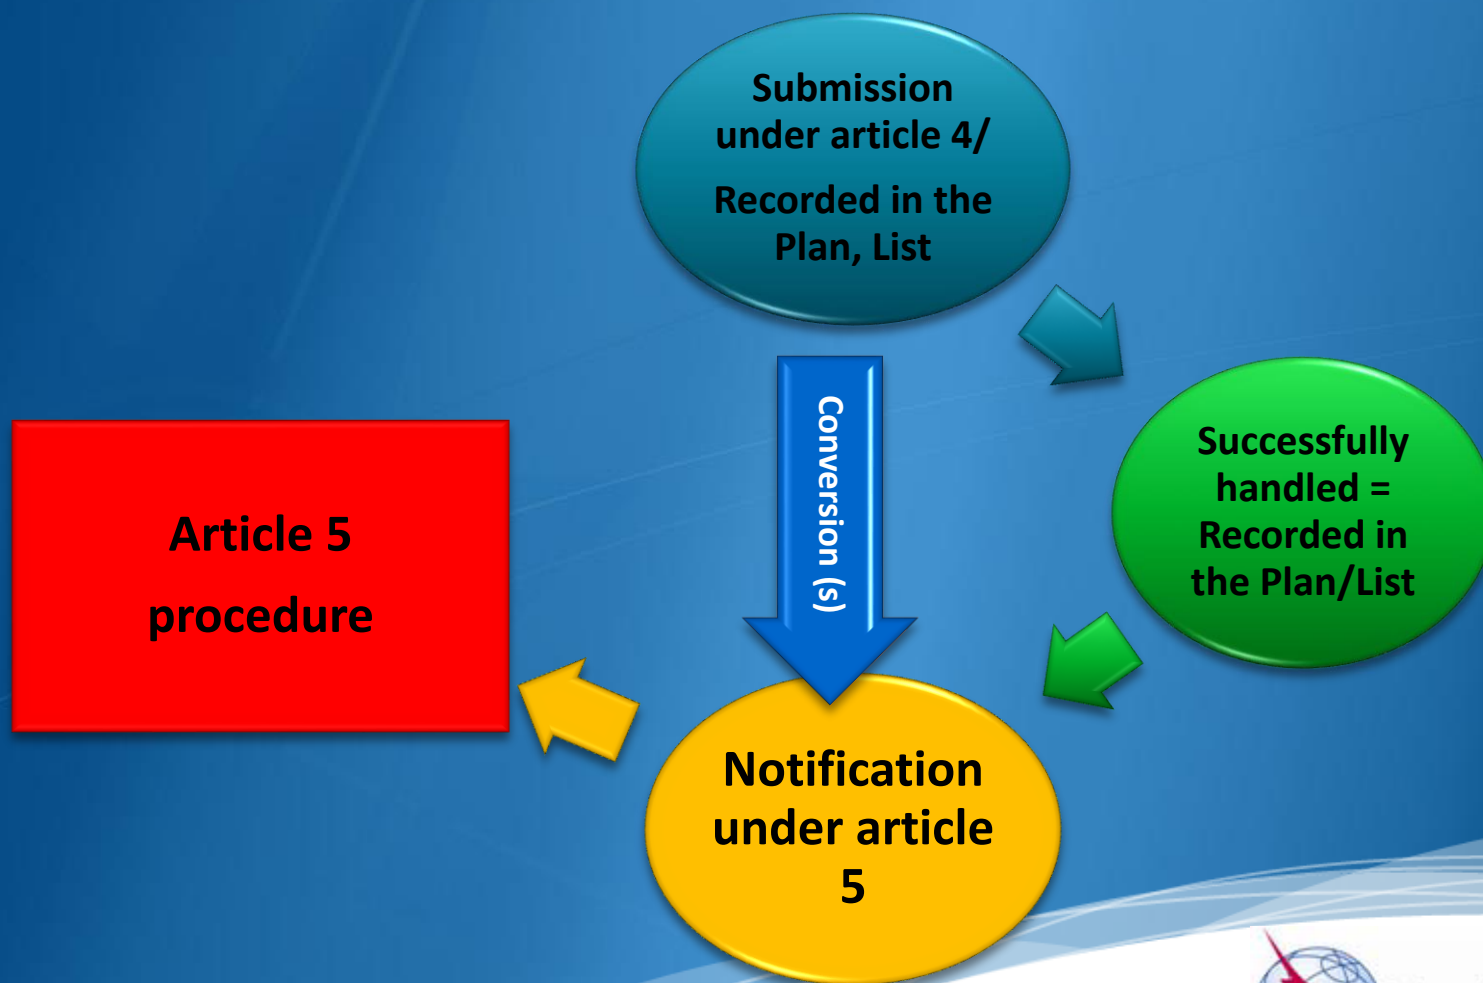 Submission
under article 4/
Recorded in the
Plan, List
Conversion (s)
Successfully
handled =
Recorded in
the Plan/List
Article 5
procedure
Notification
under article
5